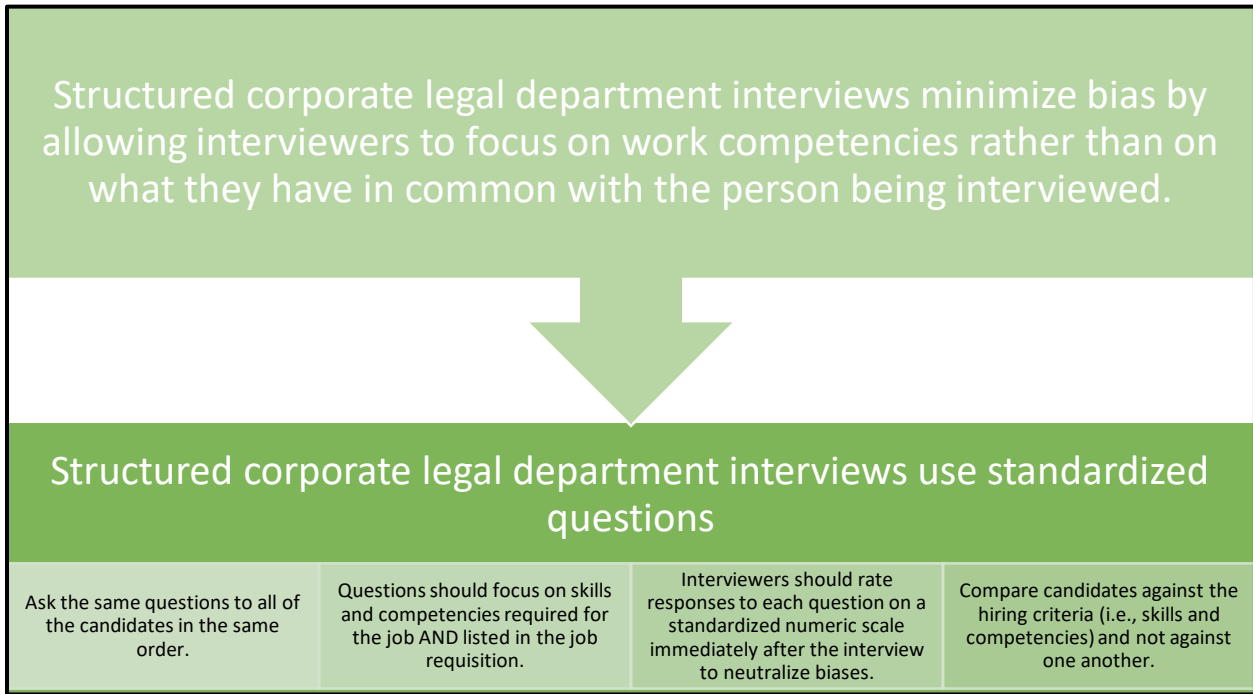 Structured corporate legal department interviews minimize bias by
allowing interviewers to focus on work competencies rather than on
what they have in common with the person being interviewed.
Structured corporate legal department interviews use standardized
questions
Ask the same questions to all of
the candidates in the same
order.
Questions should focus on skills
and competencies required for
the job AND listed in the job
requisition.
Interviewers should rate
responses to each question on a
standardized numeric scale
immediately after the interview
to neutralize biases.
Compare candidates against the
hiring criteria (i.e., skills and
competencies) and not against
one another.